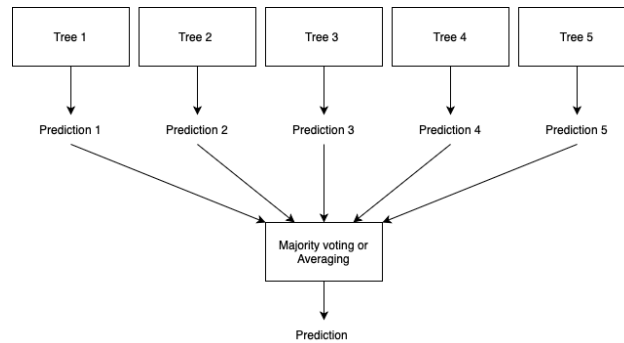 Tree 1
Tree 2
Tree 3
Tree 4
Tree 5
Prediction 1
Prediction 2
Prediction 3
Prediction 4
Prediction 5
Majority voting or
Averaging
Prediction